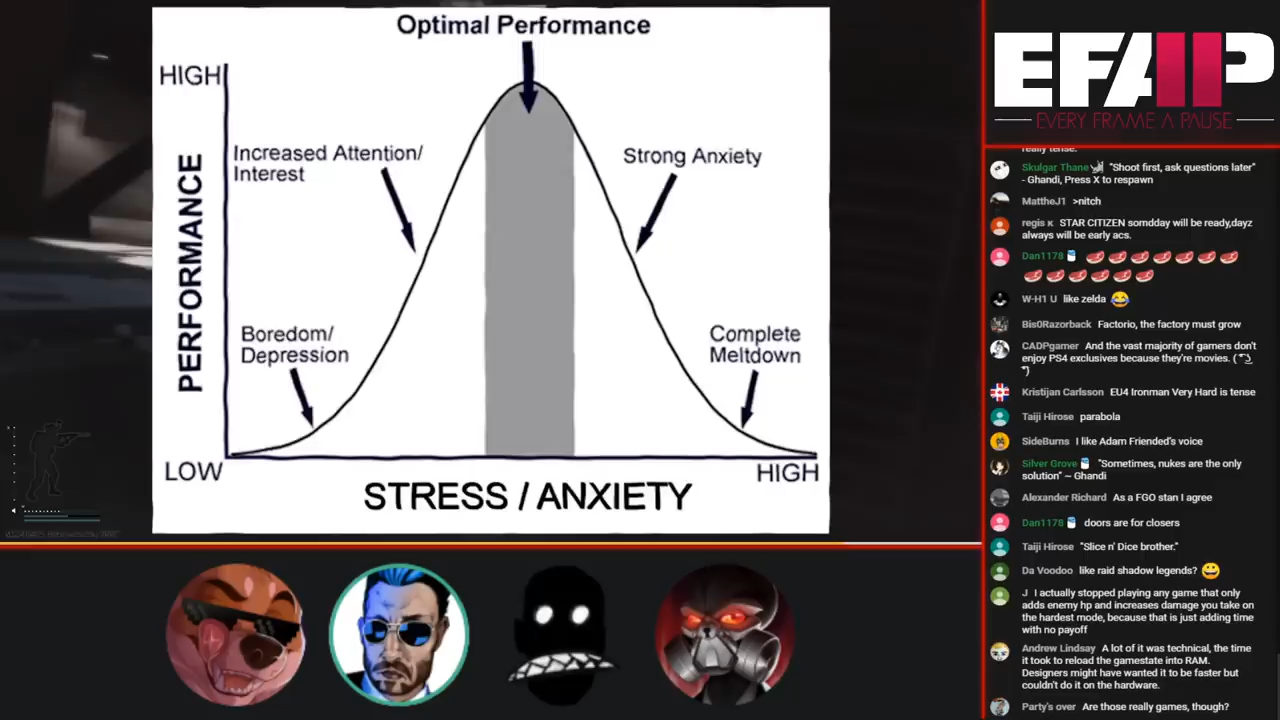 Optimal Performance
HIGH
Increased Attention/
Interest
Strong Anxiety
PERFORMANCE
Boredom/
Depression
Complete
Meltdown
LOW
HIGH
STRESS / ANXIETY
EFAP
EVERY FRAME A PAUSE
really tense.
Skulgar Thane "Shoot first, ask questions later"
- Ghandi, Press X to respawn
MattheJ1 >nitch
regis ĸ STAR CITIZEN somdday will be ready,dayz
always will be early acs.
Dan1178
W-H1 U like zelda
Bis0Razorback Factorio, the factory must grow
CADPgamer And the vast majority of gamers don't
enjoy PS4 exclusives because they're movies.
Kristijan Carlsson EU4 Ironman Very Hard is tense
Taiji Hirose parabola
SideBurns I like Adam Friended's voice
Silver Grove "Sometimes, nukes are the only
solution" ~ Ghandi
Alexander Richard As a FGO stan I agree
Dan1178 doors are for closers
Taiji Hirose "Slice n' Dice brother."
Da Voodoo like raid shadow legends?
J I actually stopped playing any game that only
adds enemy hp and increases damage you take on
the hardest mode, because that is just adding time
with no payoff
Andrew Lindsay A lot of it was technical, the time
it took to reload the gamestate into RAM.
Designers might have wanted it to be faster but
couldn't do it on the hardware.
Party's over Are those really games, though?